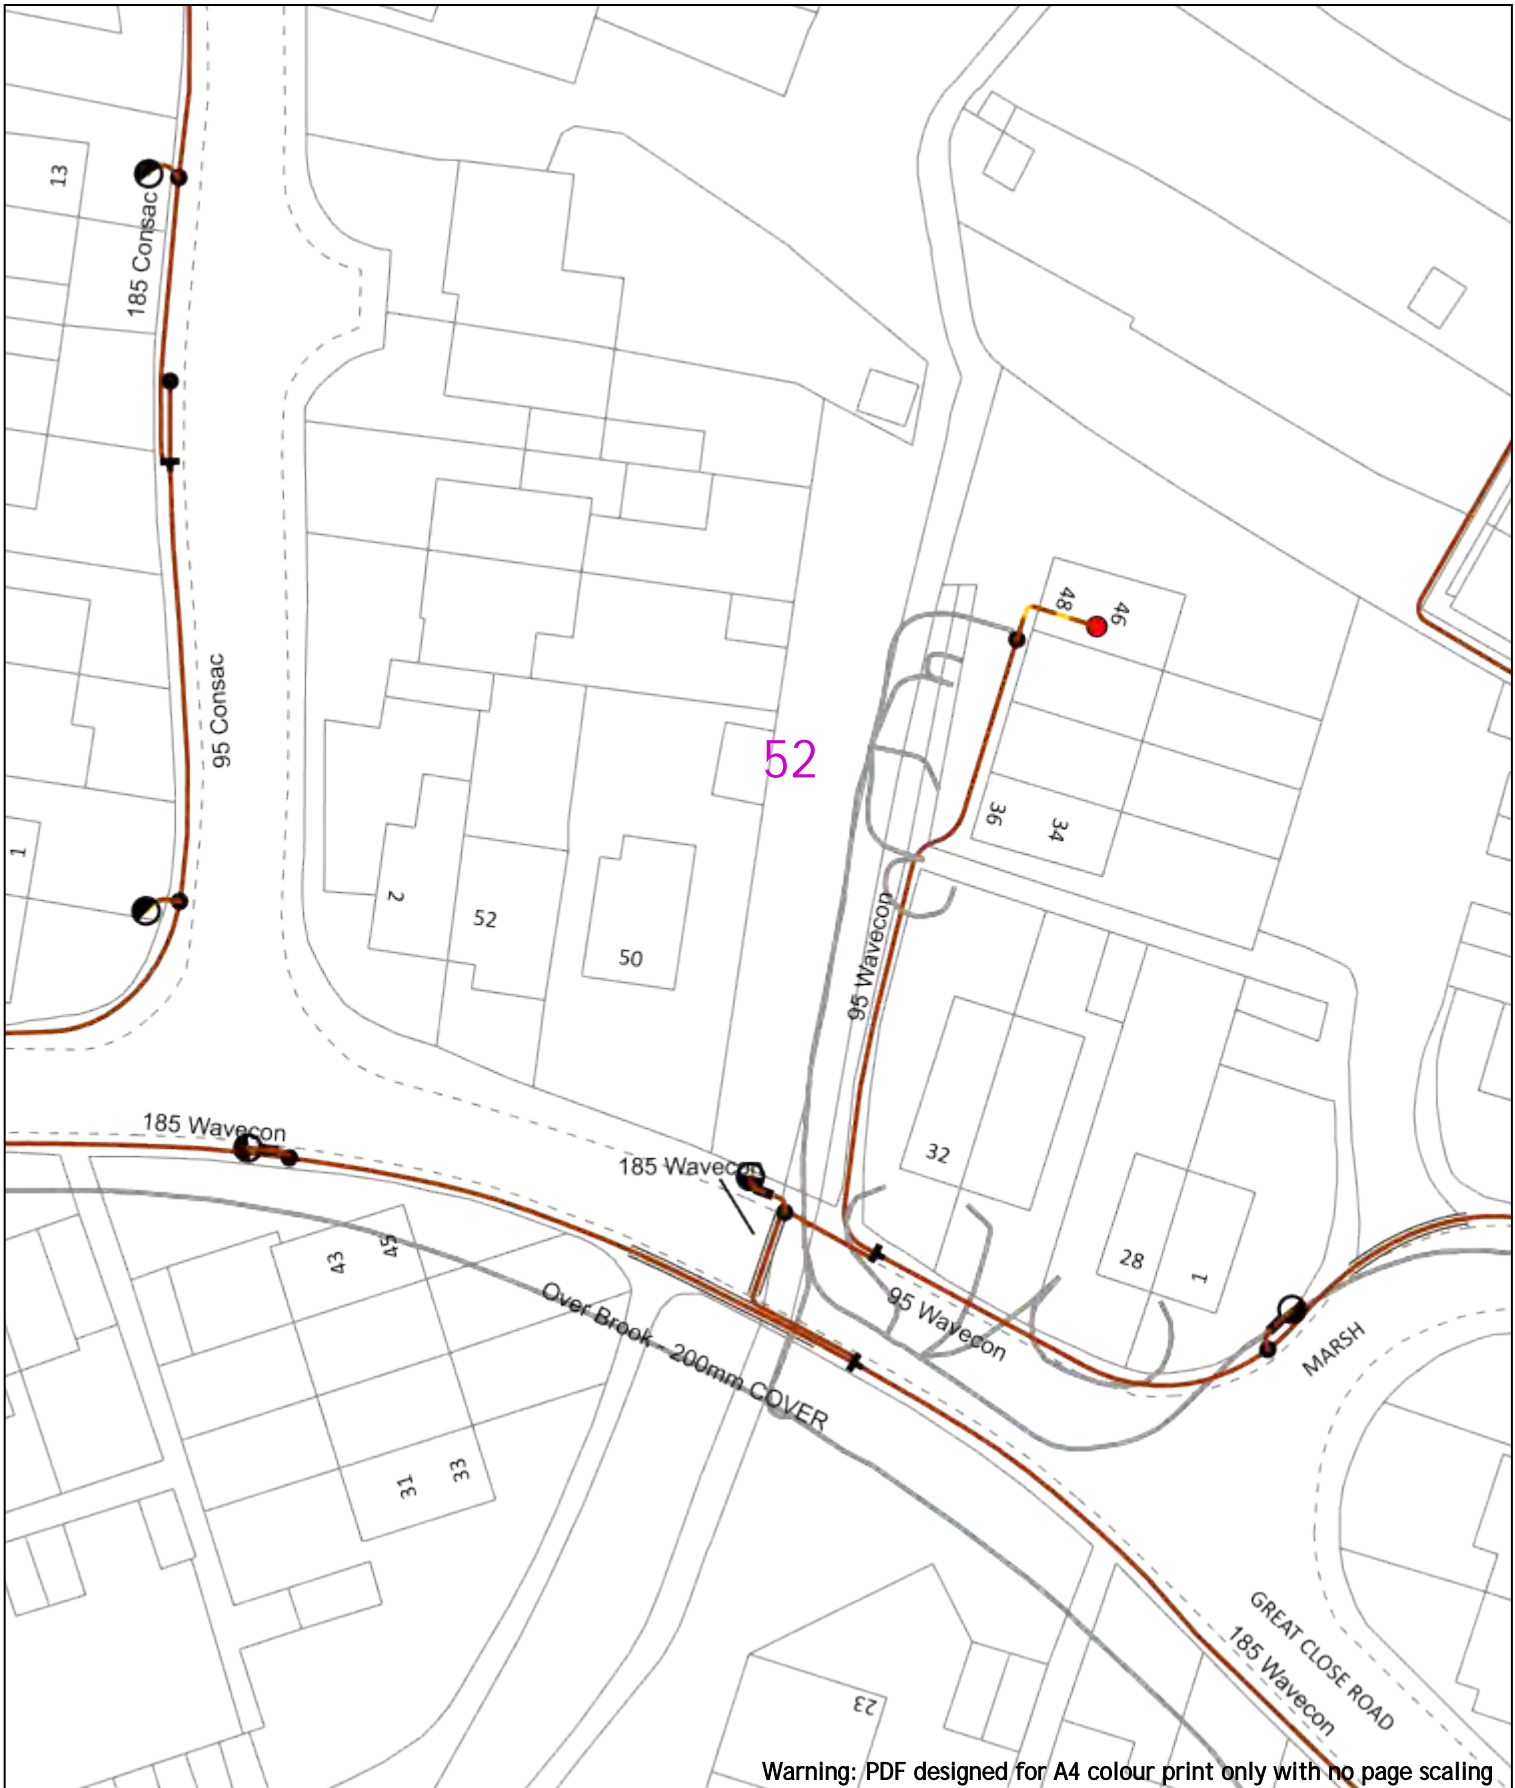 13
185 Consac
95 Consac
48
46
52
36
34
1
2
52
50
95 Wavecon
32
185 Wavecon
185 Wavecon
43
45
28
1
95 Wavecon
MARSH
Over Brook - 200mm COVER
31
33
GREAT CLOSE ROAD
185 Wavecon
23
Warning: PDF designed for A4 colour print only with no page scaling